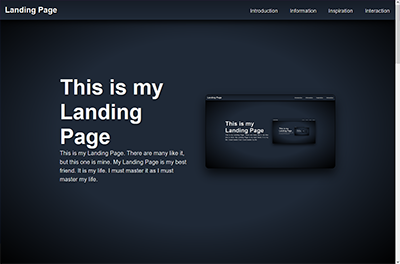 Landing Page
Introduction
Information
Inspiration
Interaction
This is my
Landing
Page
This is my Landing Page. There are many like it,
but this one is mine. My Landing Page is my best
friend. It is my life. I must master it as I must
master my life.
Landing Page
This is my
Landing Page